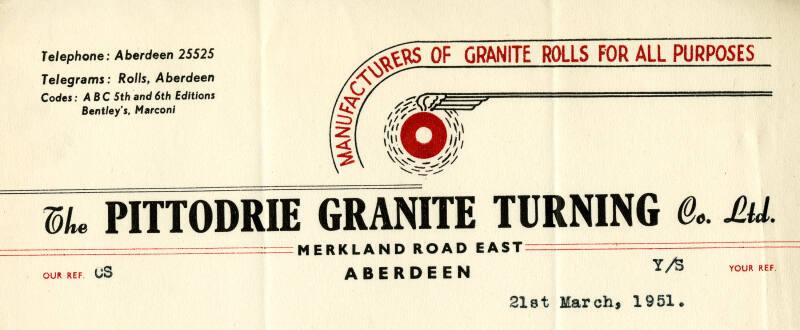 Telephone: Aberdeen 25525
Telegrams: Rolls, Aberdeen
Codes: ABC 5th and 6th Editions
Bentley's, Marconi
MANUFACTURERS OF GRANITE ROLLS FOR ALL PURPOSES
The PITTODRIE GRANITE TURNING Co. Ltd.
MERKLAND ROAD EAST
ABERDEEN
OUR REF. CS
Y/S YOUR REF.
21st March, 1951.